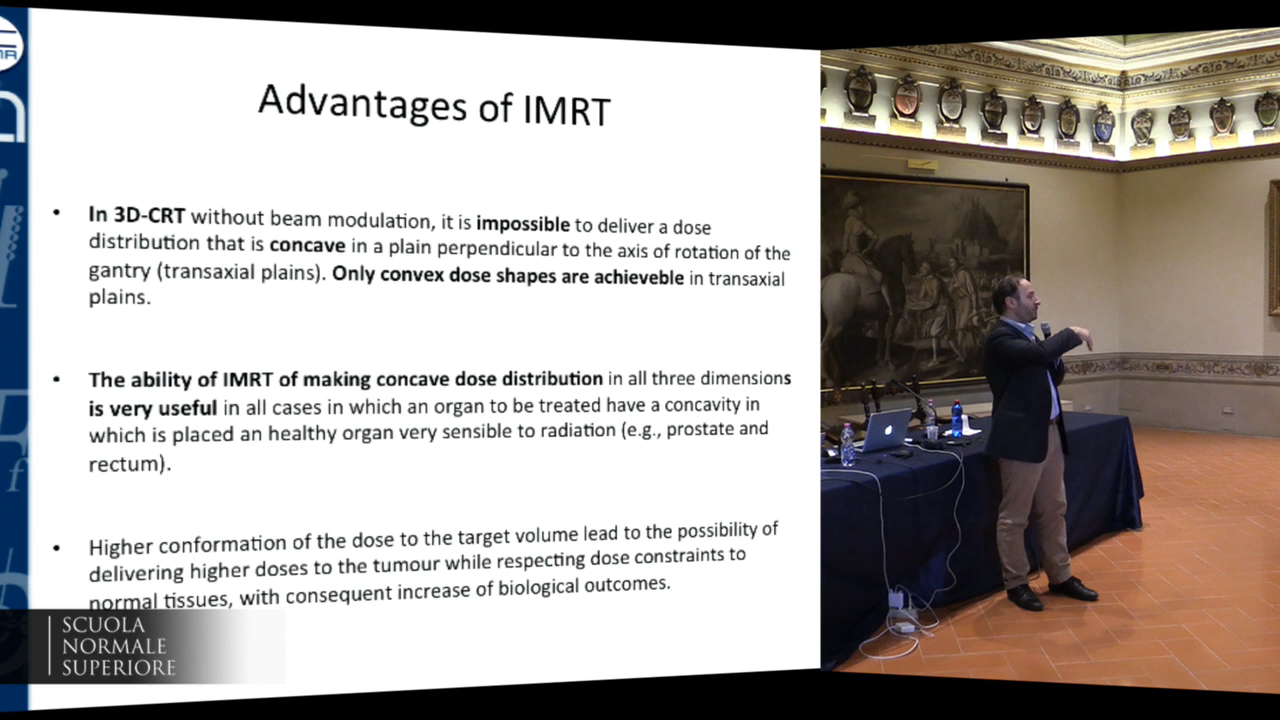 Advantages of IMRT
• In 3D-CRT without beam modulation, it is impossible to deliver a dose
distribution that is concave in a plain perpendicular to the axis of rotation of the
gantry (transaxial plains). Only convex dose shapes are achieveble in transaxial
plains.
• The ability of IMRT of making concave dose distribution in all three dimensions
is very useful in all cases in which an organ to be treated have a concavity in
which is placed an healthy organ very sensible to radiation (e.g., prostate and
rectum).
• Higher conformation of the dose to the target volume lead to the possibility of
delivering higher doses to the tumour while respecting dose constraints to
normal tissues, with consequent increase of biological outcomes.
SCUOLA
NORMALE
SUPERIORE